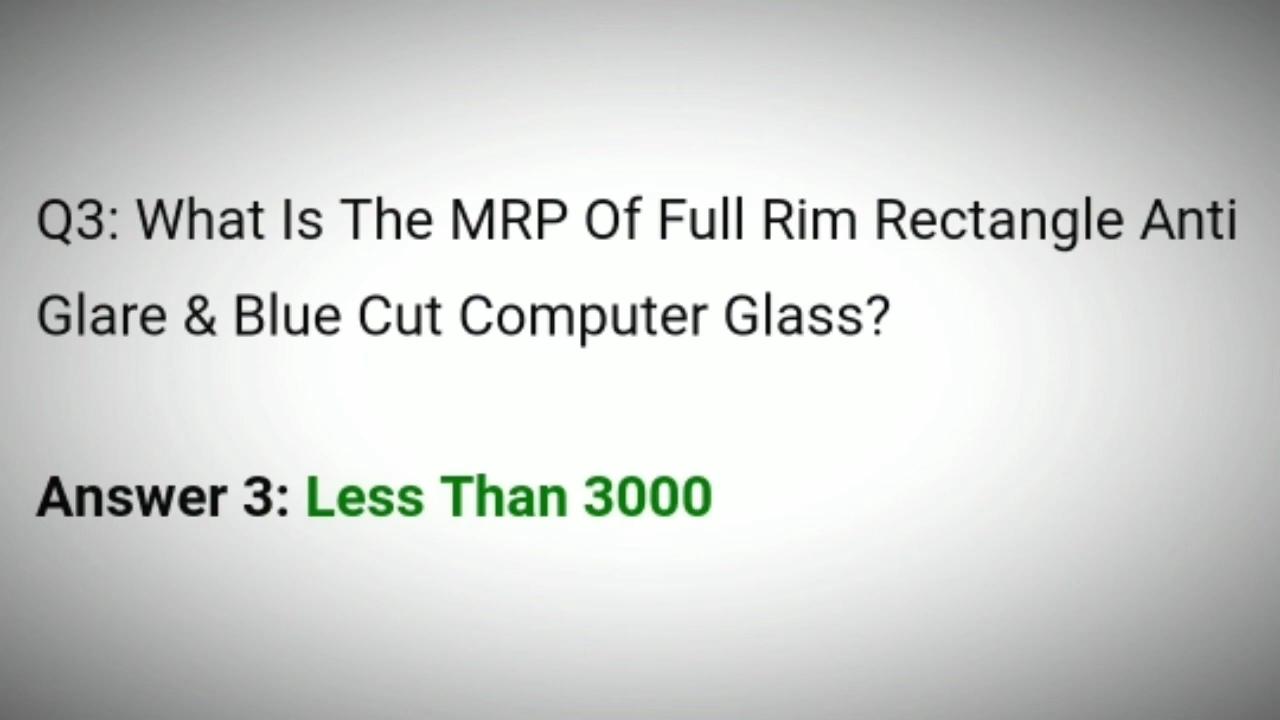 Q3: What Is The MRP Of Full Rim Rectangle Anti
Glare & Blue Cut Computer Glass?
Answer 3: Less Than 3000